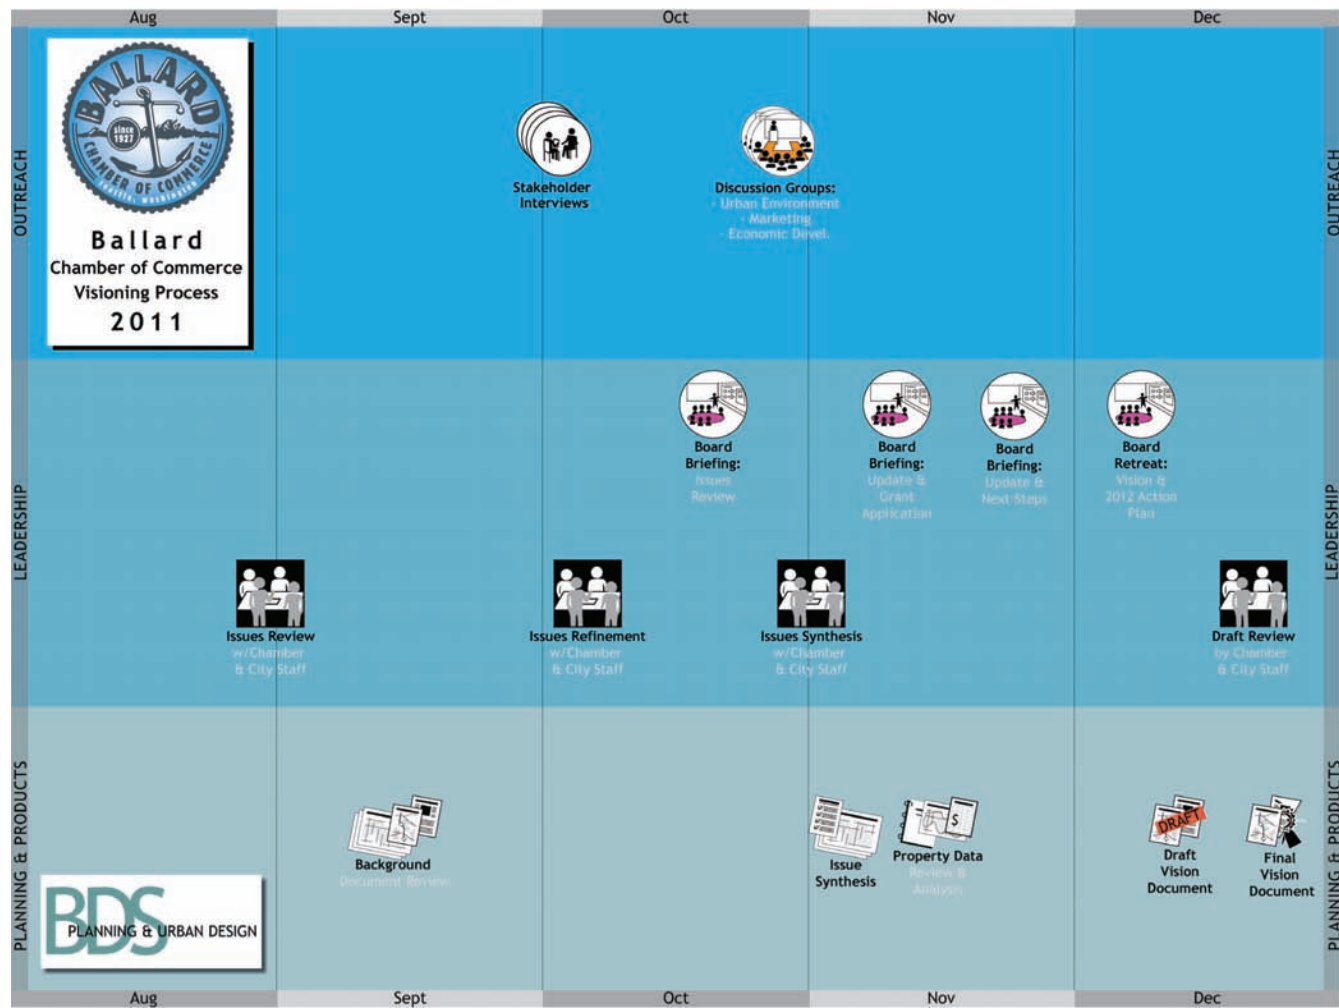 Aug Sept Oct Nov Dec
OUTREACH
BALLARD
since
1927
CHAMBER OF COMMERCE
seattle, washington
Ballard
Chamber of Commerce
Visioning Process
2011
Stakeholder
Interviews
Discussion Groups:
- Urban Environment
- Marketing
- Economic Devel.
OUTREACH
LEADERSHIP
Board
Briefing:
Issues
Review
Board
Briefing:
Update &
Grant
Application
Board
Briefing:
Update &
Next Steps
Board
Retreat:
Vision &
2012 Action
Plan
Issues Review
w/Chamber
& City Staff
Issues Refinement
w/Chamber
& City Staff
Issues Synthesis
w/Chamber
& City Staff
Draft Review
by Chamber
& City Staff
LEADERSHIP
PLANNING & PRODUCTS
Background
Document Review
Issue
Synthesis
$
Property Data
Review &
Analysis
DRAFT
Draft
Vision
Document
Final
Vision
Document
PLANNING & PRODUCTS
BDS
PLANNING & URBAN DESIGN
Aug Sept Oct Nov Dec